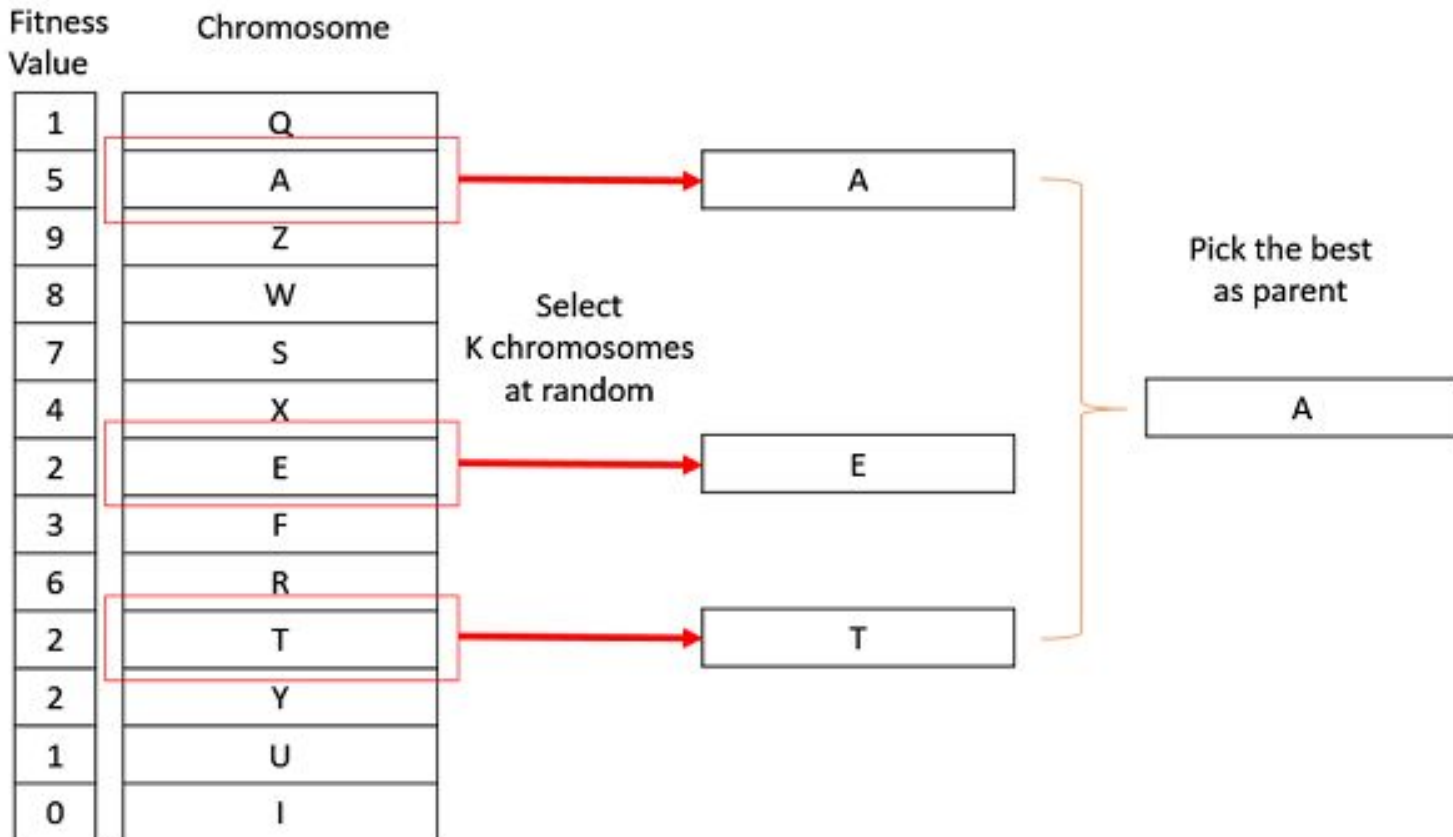 Fitness
Value
Chromosome
1 Q
5 A A
9 Z
8 W
7 S
4 X
2 E E
3 F
6 R
2 T T
2 Y
1 U
0 I
Select
K chromosomes
at random
Pick the best
as parent
A